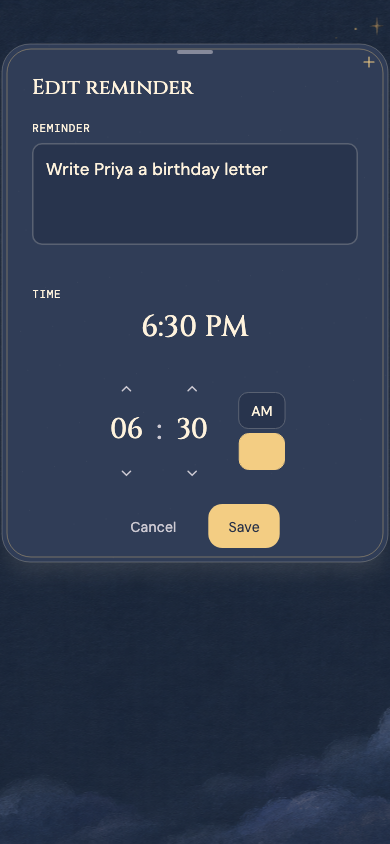 Edit reminder
REMINDER
Write Priya a birthday letter
TIME
6:30 PM
06 : 30
AM
Cancel
Save